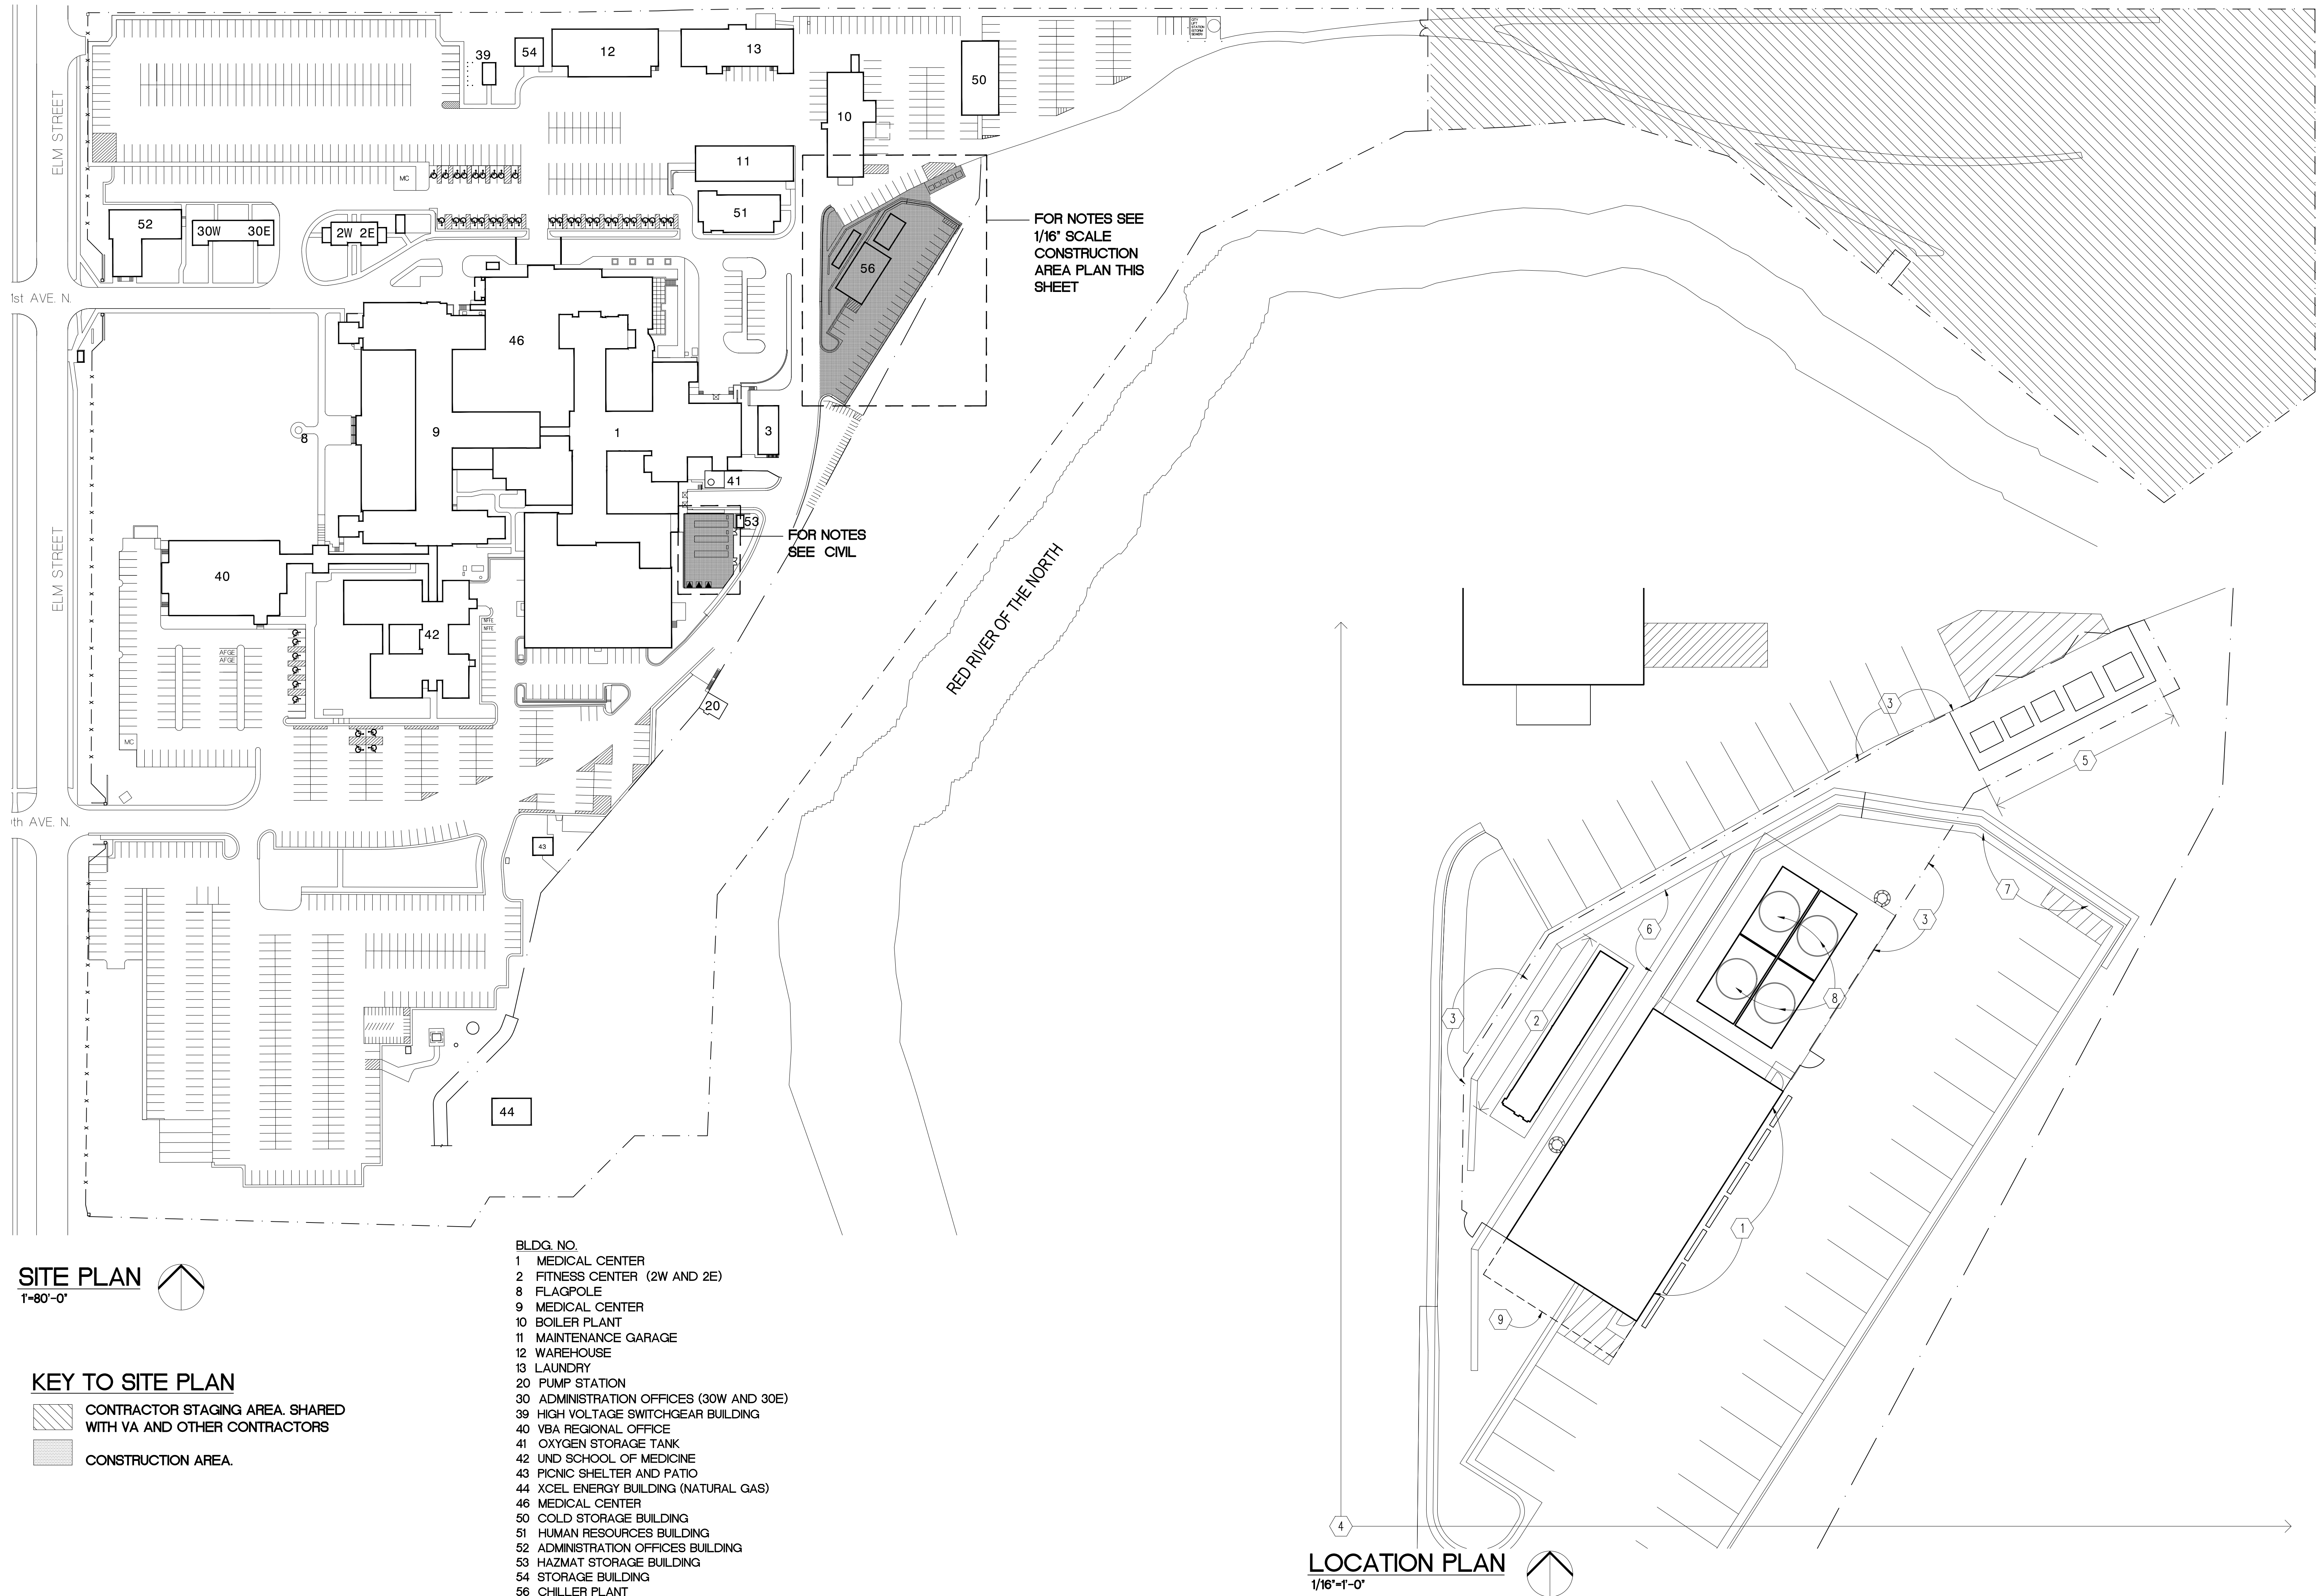 39
54
12
13
CITY
LIFT
STATION
50
10
ELM STREET
11
MC
51
52
30W
30E
2W 2E
56
FOR NOTES SEE
1/16" SCALE
CONSTRUCTION
AREA PLAN THIS
SHEET
1st AVE. N.
46
8
9
1
3
41
53
FOR NOTES
SEE CIVIL
ELM STREET
40
42
NFFE
NFFE
AFGE
AFGE
MC
20
RED RIVER OF THE NORTH
th AVE. N.
43
44
3
5
7
3
6
8
2
3
1
9
4
SITE PLAN
1'=80'-0"
KEY TO SITE PLAN
CONTRACTOR STAGING AREA. SHARED
WITH VA AND OTHER CONTRACTORS
CONSTRUCTION AREA.
BLDG. NO.
1 MEDICAL CENTER
2 FITNESS CENTER (2W AND 2E)
8 FLAGPOLE
9 MEDICAL CENTER
10 BOILER PLANT
11 MAINTENANCE GARAGE
12 WAREHOUSE
13 LAUNDRY
20 PUMP STATION
30 ADMINISTRATION OFFICES (30W AND 30E)
39 HIGH VOLTAGE SWITCHGEAR BUILDING
40 VBA REGIONAL OFFICE
41 OXYGEN STORAGE TANK
42 UND SCHOOL OF MEDICINE
43 PICNIC SHELTER AND PATIO
44 XCEL ENERGY BUILDING (NATURAL GAS)
46 MEDICAL CENTER
50 COLD STORAGE BUILDING
51 HUMAN RESOURCES BUILDING
52 ADMINISTRATION OFFICES BUILDING
53 HAZMAT STORAGE BUILDING
54 STORAGE BUILDING
56 CHILLER PLANT
LOCATION PLAN
1/16"=1'-0"